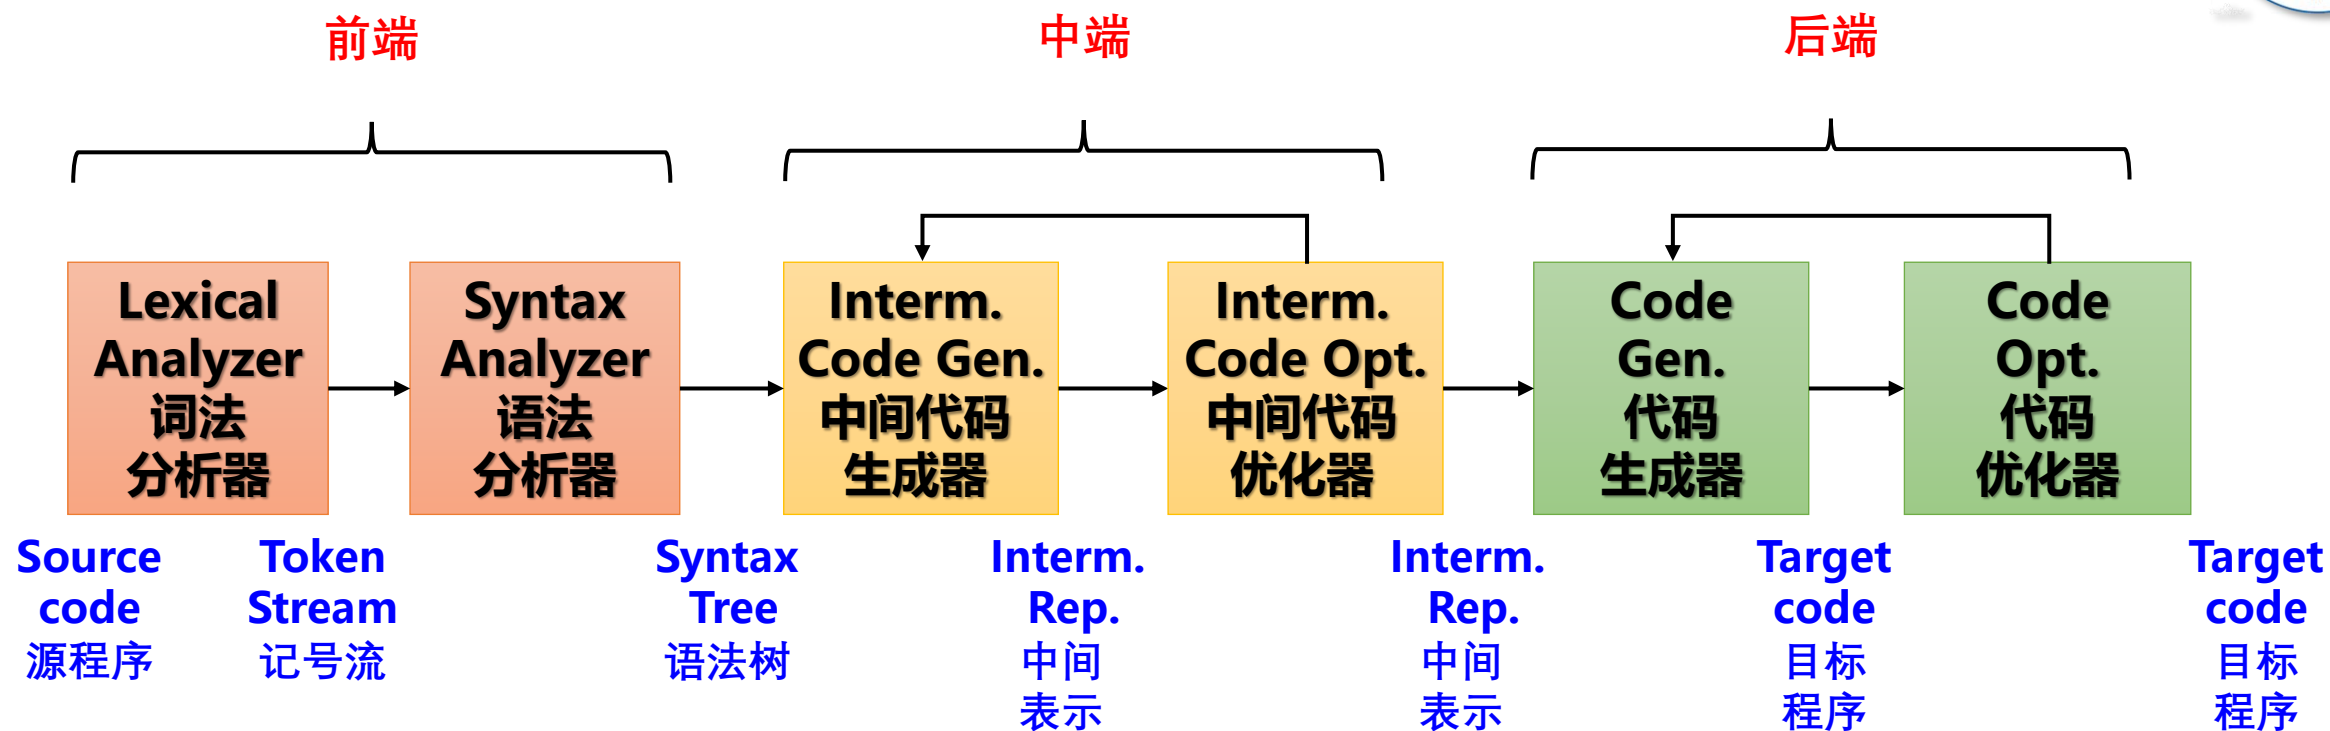 前端
中端
后端
Lexical
Analyzer
词法
分析器
Syntax
Analyzer
语法
分析器
Interm.
Code Gen.
中间代码
生成器
Interm.
Code Opt.
中间代码
优化器
Code
Gen.
代码
生成器
Code
Opt.
代码
优化器
Source
code
源程序
Token
Stream
记号流
Syntax
Tree
语法树
Interm.
Rep.
中间
表示
Interm.
Rep.
中间
表示
Target
code
目标
程序
Target
code
目标
程序